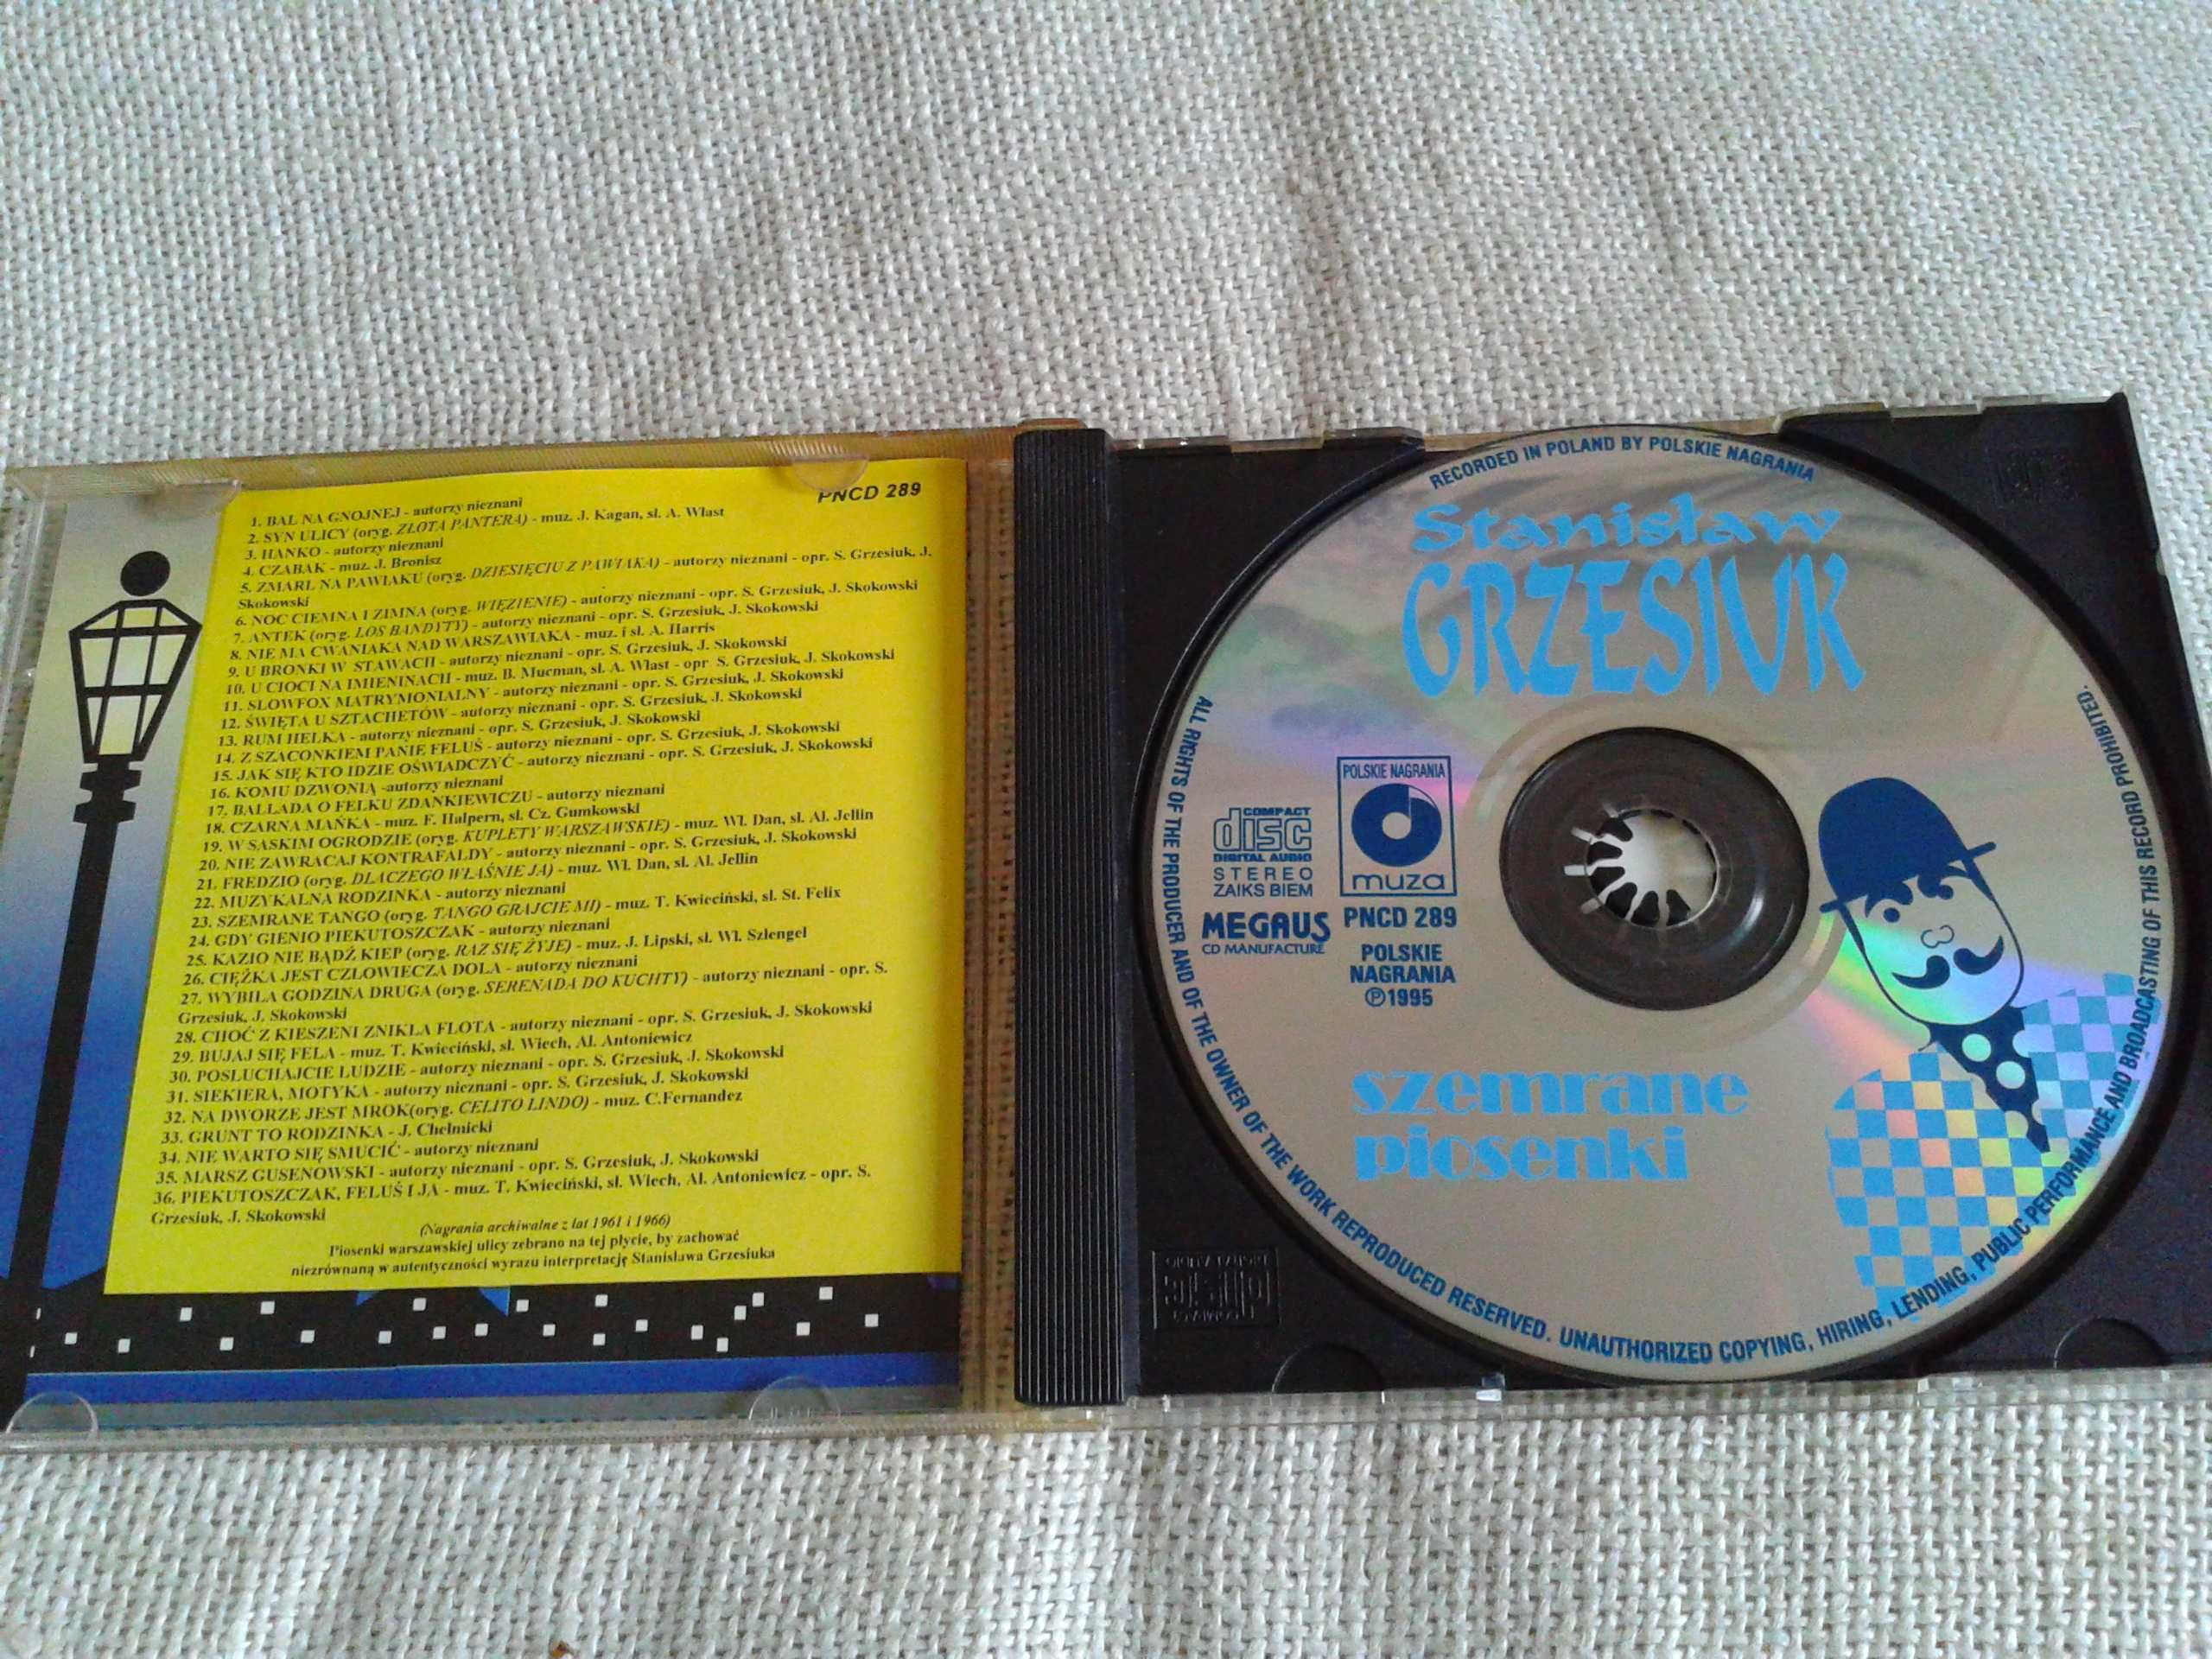 PNCD 289
1. BAL NA GNOJNEJ - autorzy nieznani
2. SYN ULICY (oryg. ZŁOTA PANTERA) - muz. J. Kagan, sł. A. Włast
3. HANKO - autorzy nieznani
4. CZABAK - muz. J. Bronisz
5. ZMARŁ NA PAWIAKU (oryg. DZIESIĘCIU Z PAWIAKA) - autorzy nieznani - opr. S. Grzesiuk, J.
Skokowski
6. NOC CIEMNA I ZIMNA (oryg. WIĘZIENIE) - autorzy nieznani - opr. S. Grzesiuk, J. Skokowski
7. ANTEK (oryg. LOS BANDYTY) - autorzy nieznani - opr. S. Grzesiuk, J. Skokowski
8. NIE MA CWANIAKA NAD WARSZAWIAKA - muz. i sł. A. Harris
9. U BRONKI W STAWACH - autorzy nieznani - opr. S. Grzesiuk, J. Skokowski
10. U CIOCI NA IMIENINACH - muz. B. Mucman, sł. A. Włast - opr S. Grzesiuk, J. Skokowski
11. SLOWFOX MATRYMONIALNY - autorzy nieznani - opr. S. Grzesiuk, J. Skokowski
12. ŚWIĘTA U SZTACHETÓW - autorzy nieznani - opr. S. Grzesiuk, J. Skokowski
13. RUM HELKA - autorzy nieznani - opr. S. Grzesiuk, J. Skokowski
14. Z SZACONKIEM PANIE FELUŚ - autorzy nieznani - opr. S. Grzesiuk, J. Skokowski
15. JAK SIĘ KTO IDZIE OŚWIADCZYĆ - autorzy nieznani - opr. S. Grzesiuk, J. Skokowski
16. KOMU DZWONIĄ -autorzy nieznani
17. BALLADA O FELKU ZDANKIEWICZU - autorzy nieznani
18. CZARNA MAŃKA - muz. F. Halpern, sł. Cz. Gumkowski
19. W SASKIM OGRODZIE (oryg. KUPLETY WARSZAWSKIE) - muz. Wł. Dan, sł. Al. Jellin
20. NIE ZAWRACAJ KONTRAFAŁDY - autorzy nieznani - opr. S. Grzesiuk, J. Skokowski
21. FREDZIO (oryg. DLACZEGO WŁAŚNIE JA) - muz. Wł. Dan, sł. Al. Jellin
22. MUZYKALNA RODZINKA - autorzy nieznani
23. SZEMRANE TANGO (oryg. TANGO GRAJCIE MI) - muz. T. Kwieciński, sł. St. Felix
24. GDY GIENIO PIEKUTOSZCZAK - autorzy nieznani
25. KAZIO NIE BĄDŹ KIEP (oryg. RAZ SIĘ ŻYJE) - muz. J. Lipski, sł. Wł. Szlengel
26. CIĘŻKA JEST CZŁOWIECZA DOLA - autorzy nieznani
27. WYBIŁA GODZINA DRUGA (oryg. SERENADA DO KUCHTY) - autorzy nieznani - opr. S.
Grzesiuk, J. Skokowski
28. CHOĆ Z KIESZENI ZNIKŁA FLOTA - autorzy nieznani - opr. S. Grzesiuk, J. Skokowski
29. BUJAJ SIĘ FELA - muz. T. Kwieciński, sł. Wiech, Al. Antoniewicz
30. POSŁUCHAJCIE LUDZIE - autorzy nieznani - opr. S. Grzesiuk, J. Skokowski
31. SIEKIERA, MOTYKA - autorzy nieznani - opr. S. Grzesiuk, J. Skokowski
32. NA DWORZE JEST MROK(oryg. CELITO LINDO) - muz. C.Fernandez
33. GRUNT TO RODZINKA - J. Chełmicki
34. NIE WARTO SIĘ SMUCIĆ - autorzy nieznani
35. MARSZ GUSENOWSKI - autorzy nieznani - opr. S. Grzesiuk, J. Skokowski
36. PIEKUTOSZCZAK, FELUŚ I JA - muz. T. Kwieciński, sł. Wiech, Al. Antoniewicz - opr. S.
Grzesiuk, J. Skokowski
(Nagrania archiwalne z lat 1961 i 1966)
Piosenki warszawskiej ulicy zebrano na tej płycie, by zachować
niezrównaną w autentyczności wyrazu interpretację Stanisława Grzesiuka
RECORDED IN POLAND BY POLSKIE NAGRANIA
Stanisław
GRZESIUK
POLSKIE NAGRANIA
muza
COMPACT
disc
DIGITAL AUDIO
STEREO
ZAIKS BIEM
MEGAUS
CD MANUFACTURE
PNCD 289
POLSKIE
NAGRANIA
℗1995
szemrane
piosenki
ALL RIGHTS OF THE PRODUCER AND OF THE OWNER OF THE WORK REPRODUCED RESERVED. UNAUTHORIZED COPYING, HIRING, LENDING, PUBLIC PERFORMANCE AND BROADCASTING OF THIS RECORD PROHIBITED.
COMPACT
disc
DIGITAL AUDIO